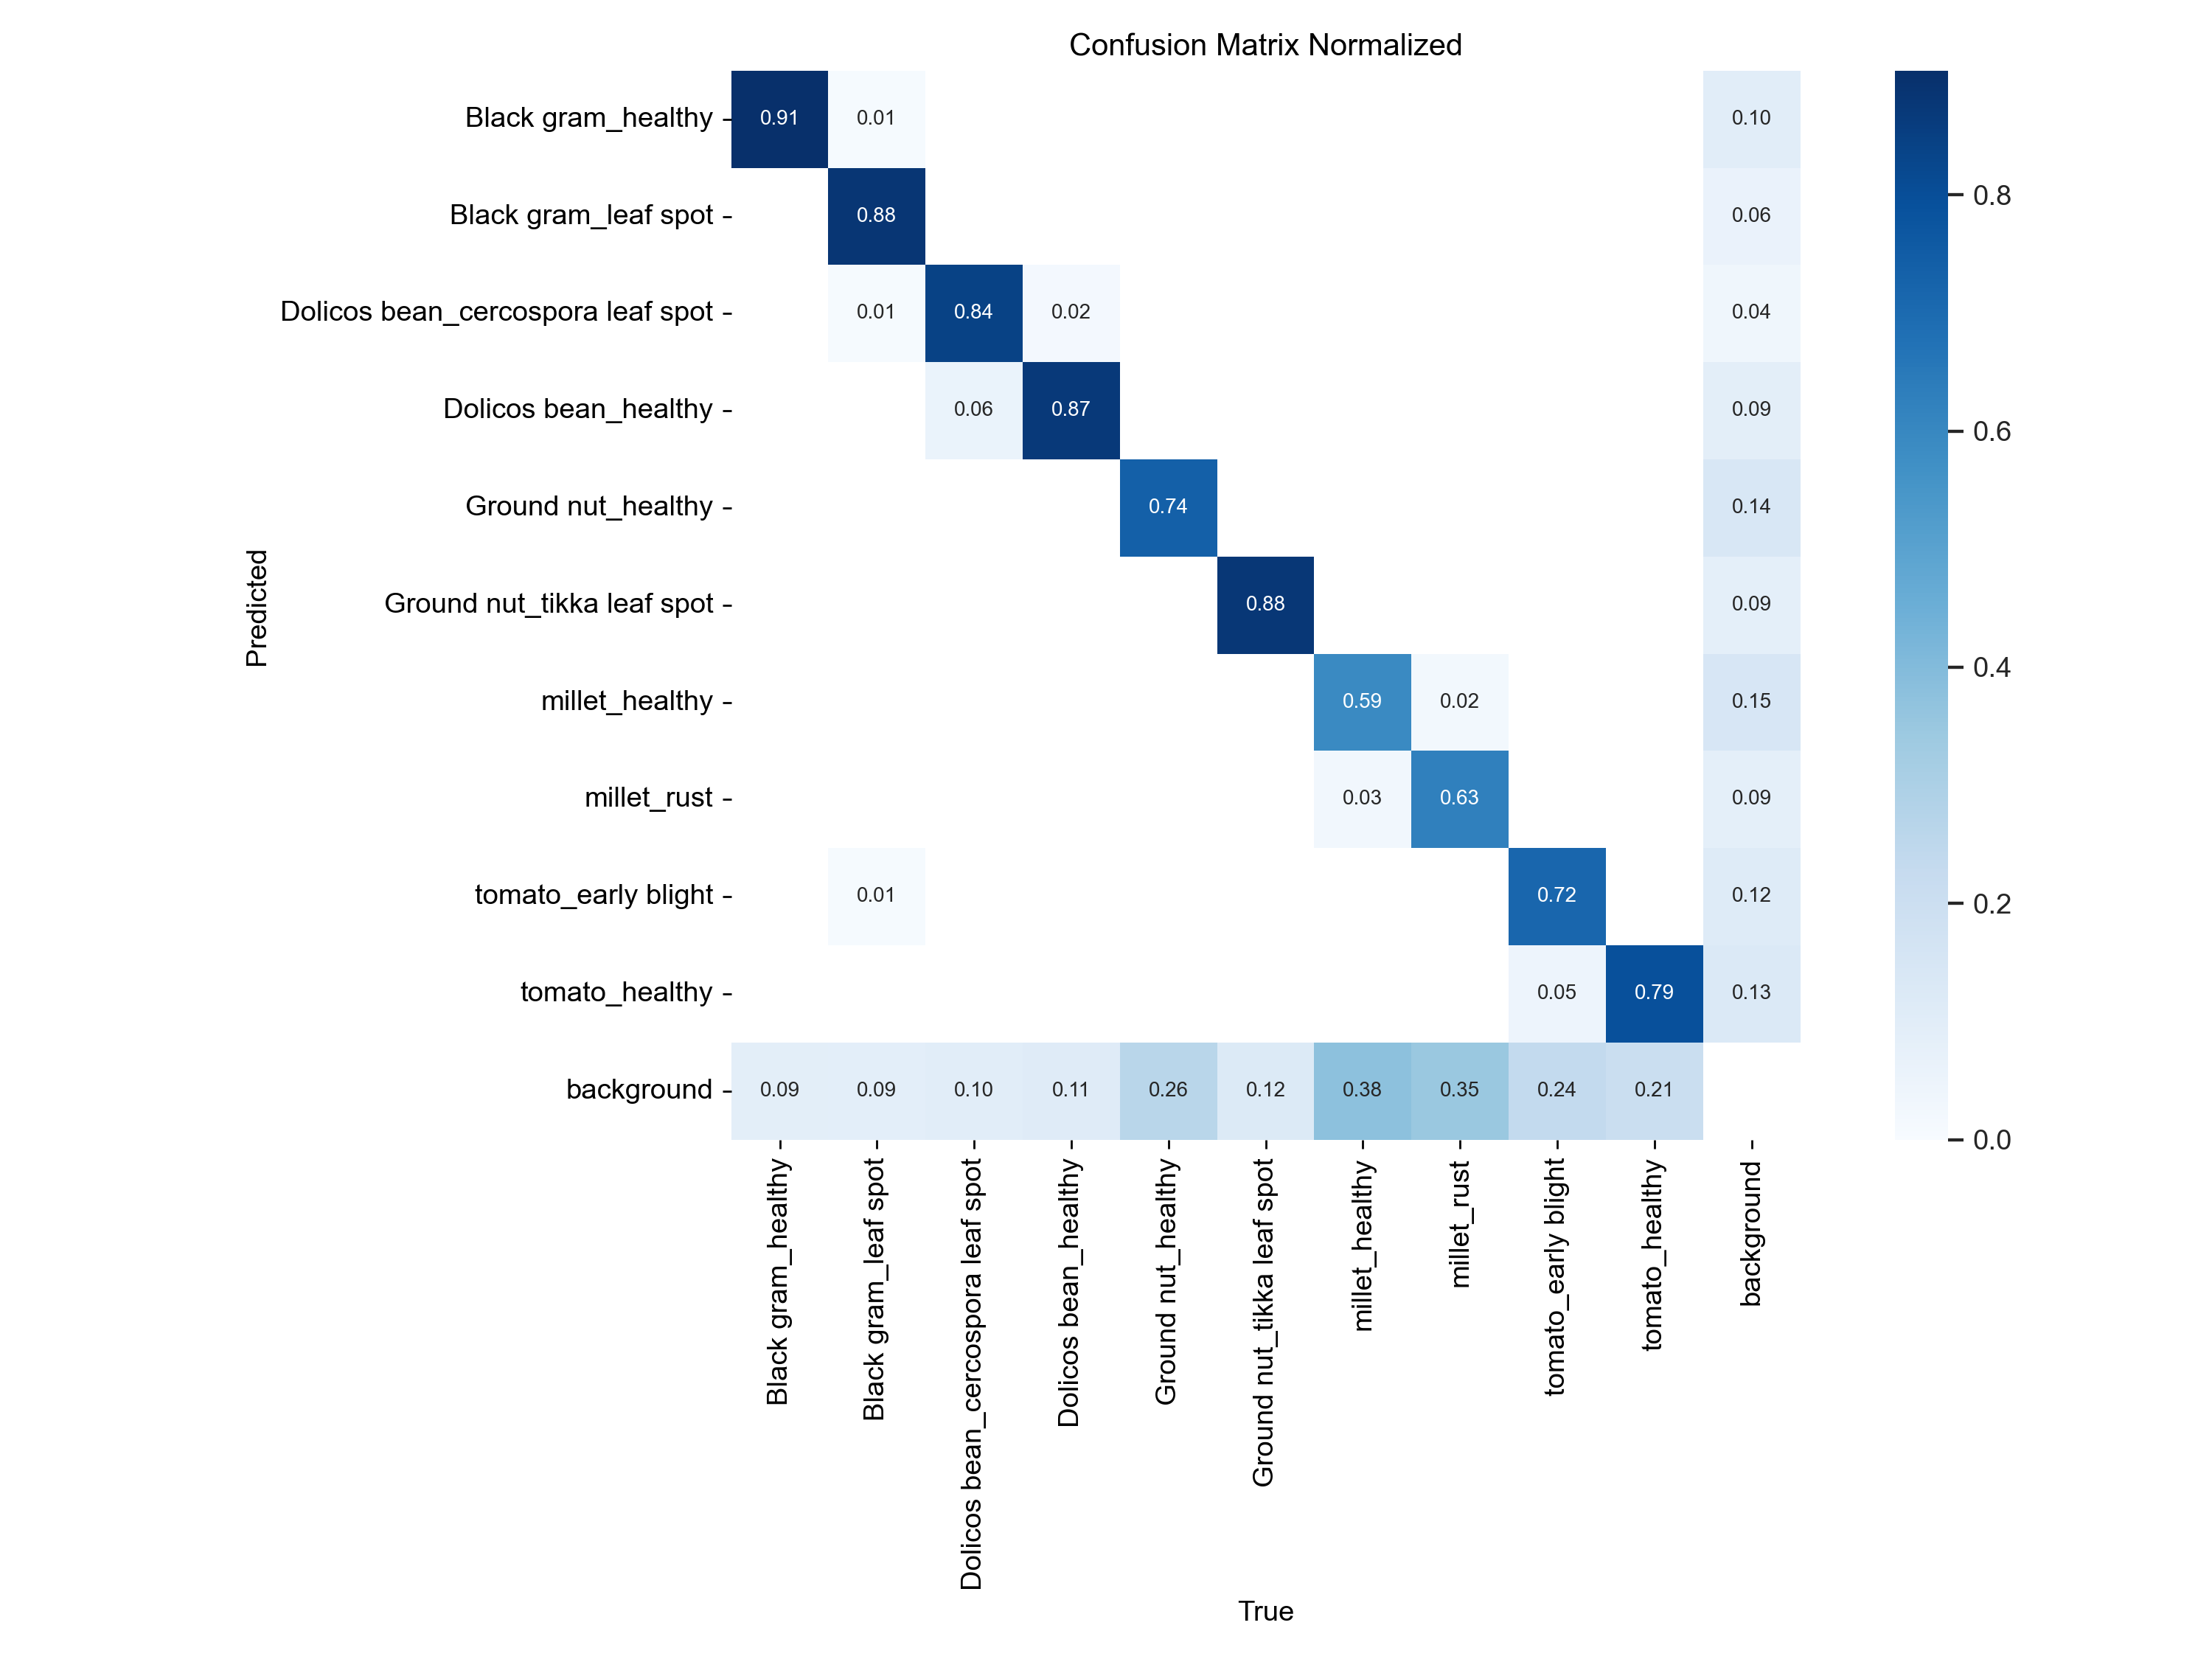 Confusion Matrix Normalized
Black gram_healthy 0.91 0.01 0.10
Black gram_leaf spot 0.88 0.06 0.8
Dolicos bean_cercospora leaf spot 0.01 0.84 0.02 0.04
Dolicos bean_healthy 0.06 0.87 0.09 0.6
Ground nut_healthy 0.74 0.14
Predicted
Ground nut_tikka leaf spot 0.88 0.09
millet_healthy 0.59 0.02 0.15 0.4
millet_rust 0.03 0.63 0.09
tomato_early blight 0.01 0.72 0.12 0.2
tomato_healthy 0.05 0.79 0.13
background 0.09 0.09 0.10 0.11 0.26 0.12 0.38 0.35 0.24 0.21 0.0
Black gram_healthy
Black gram_leaf spot
Dolicos bean_cercospora leaf spot
Dolicos bean_healthy
Ground nut_healthy
Ground nut_tikka leaf spot
millet_healthy
millet_rust
tomato_early blight
tomato_healthy
background
True